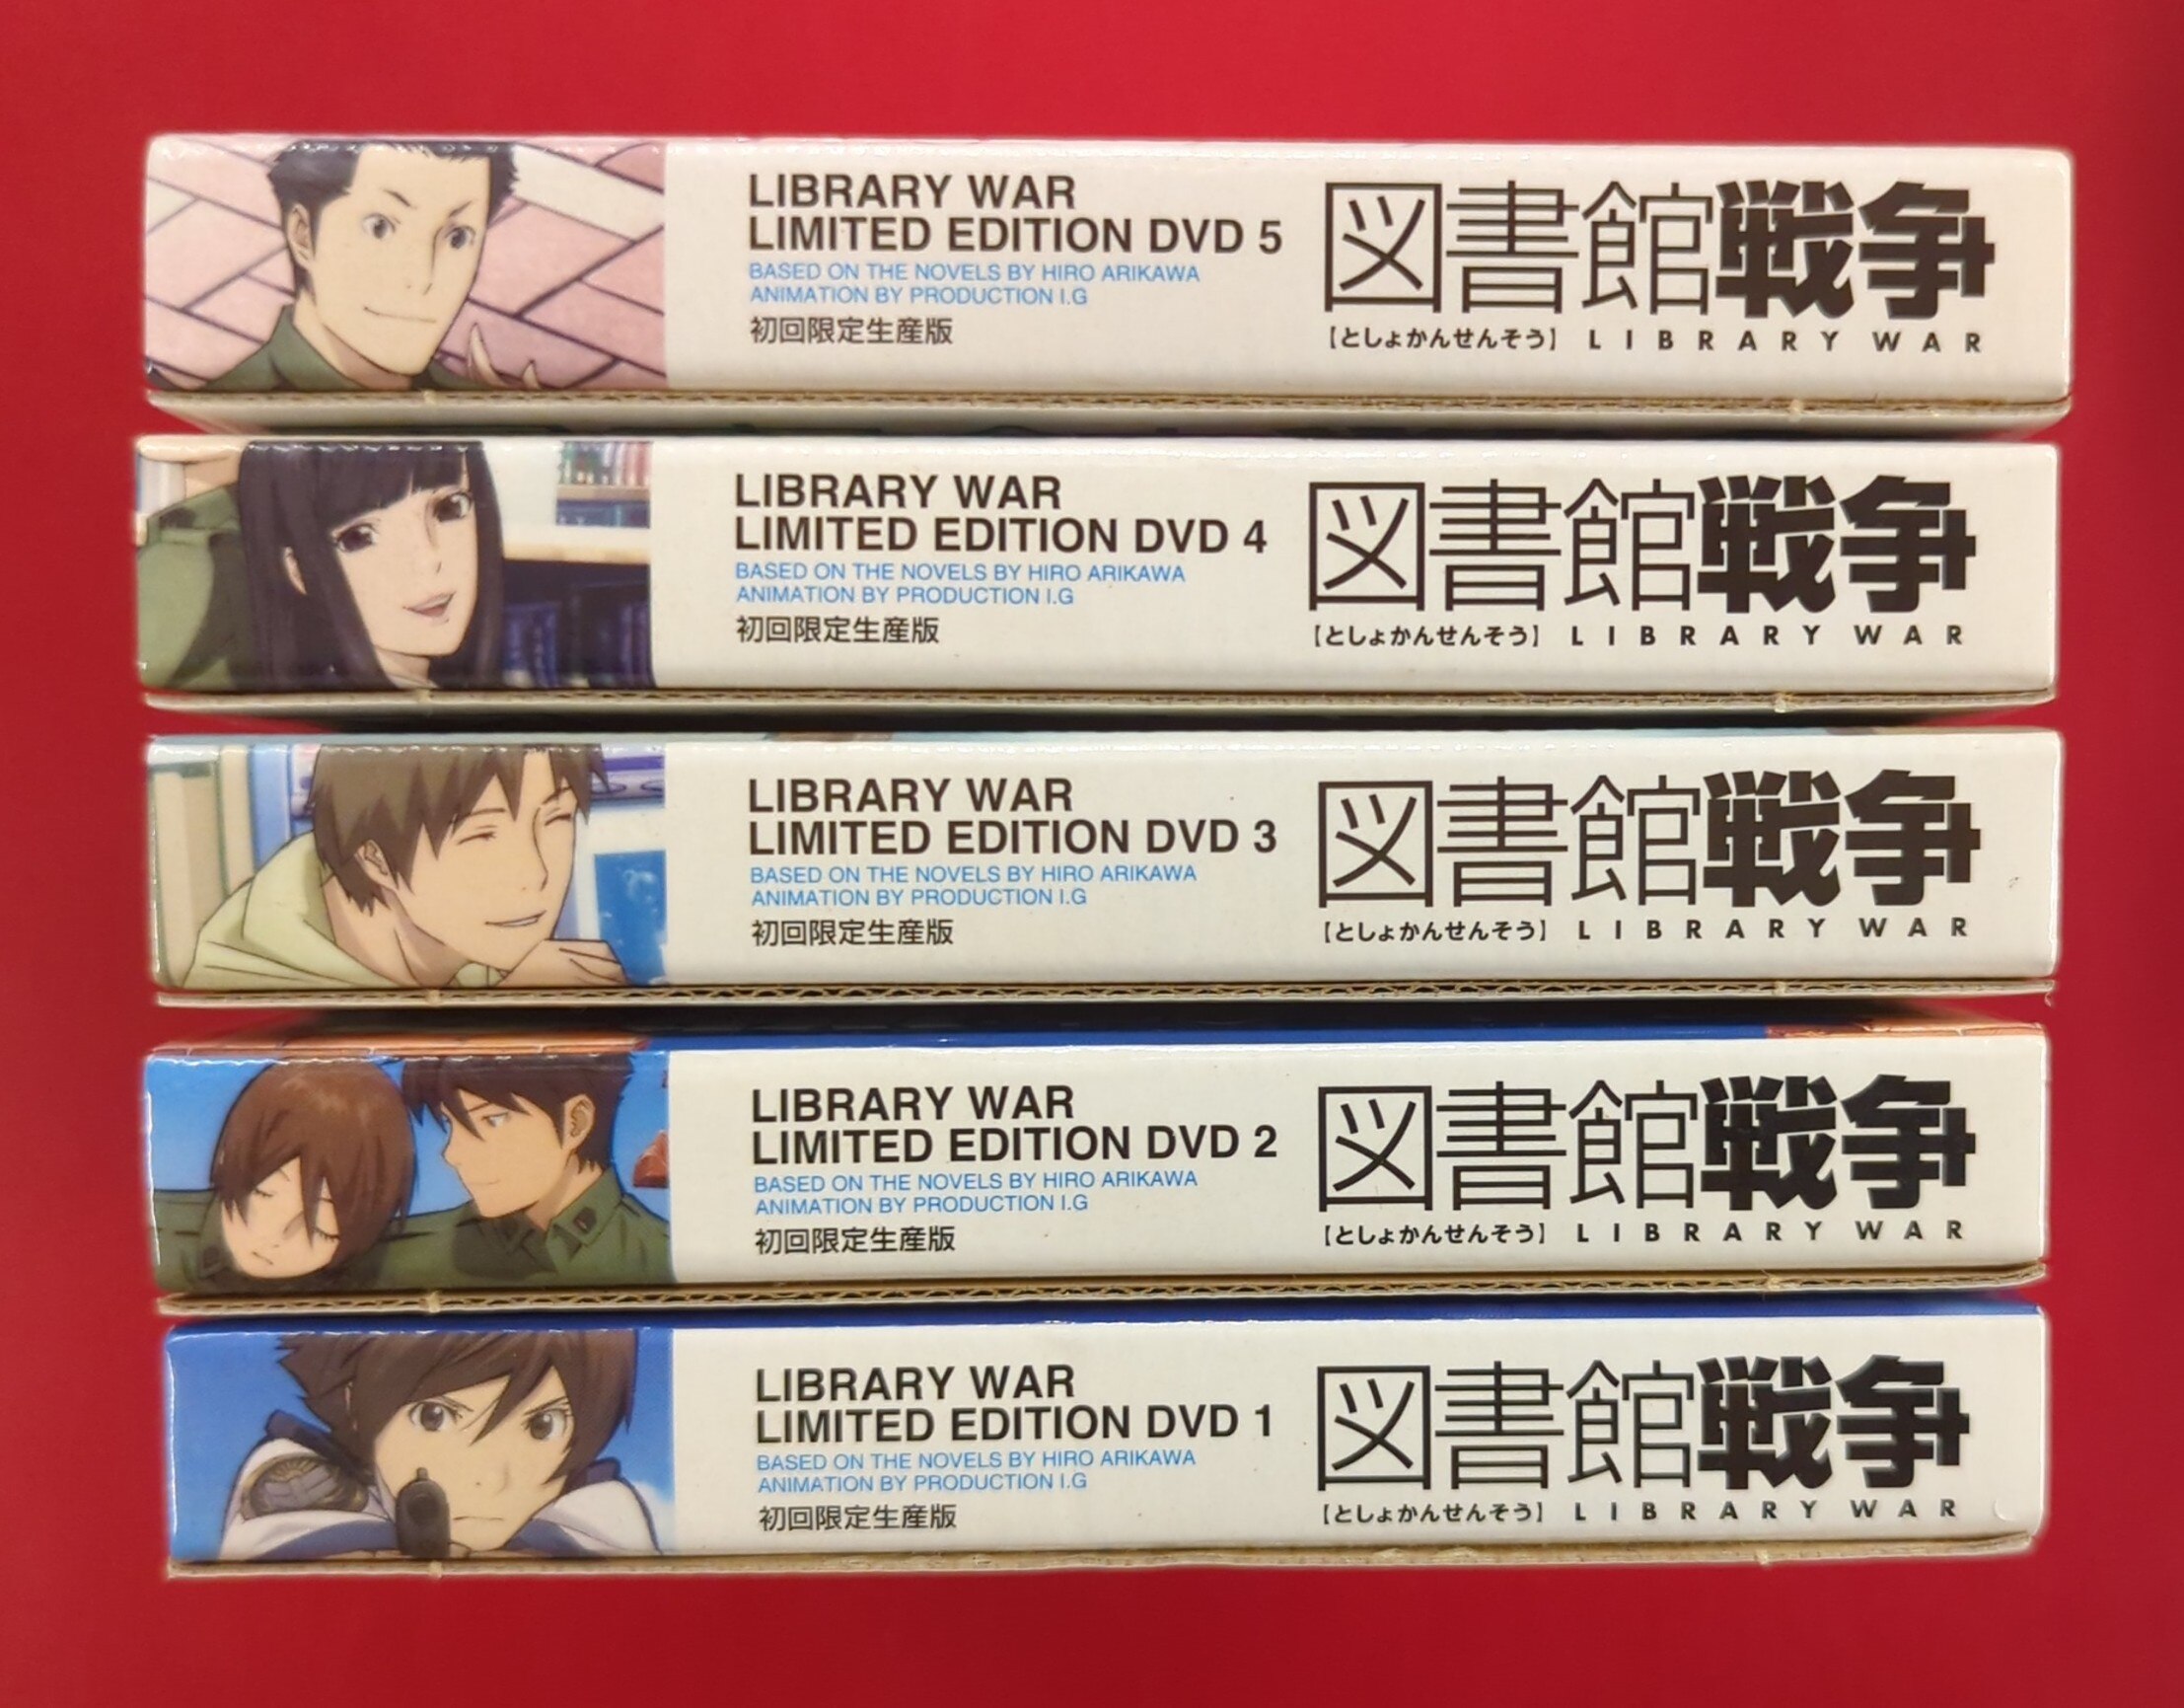 LIBRARY WAR
LIMITED EDITION DVD 5
BASED ON THE NOVELS BY HIRO ARIKAWA
ANIMATION BY PRODUCTION I.G
初回限定生産版
図書館戦争
【としょかんせんそう】 LIBRARY WAR
LIBRARY WAR
LIMITED EDITION DVD 4
BASED ON THE NOVELS BY HIRO ARIKAWA
ANIMATION BY PRODUCTION I.G
初回限定生産版
図書館戦争
【としょかんせんそう】 LIBRARY WAR
LIBRARY WAR
LIMITED EDITION DVD 3
BASED ON THE NOVELS BY HIRO ARIKAWA
ANIMATION BY PRODUCTION I.G
初回限定生産版
図書館戦争
【としょかんせんそう】 LIBRARY WAR
LIBRARY WAR
LIMITED EDITION DVD 2
BASED ON THE NOVELS BY HIRO ARIKAWA
ANIMATION BY PRODUCTION I.G
初回限定生産版
図書館戦争
【としょかんせんそう】 LIBRARY WAR
LIBRARY WAR
LIMITED EDITION DVD 1
BASED ON THE NOVELS BY HIRO ARIKAWA
ANIMATION BY PRODUCTION I.G
初回限定生産版
図書館戦争
【としょかんせんそう】 LIBRARY WAR